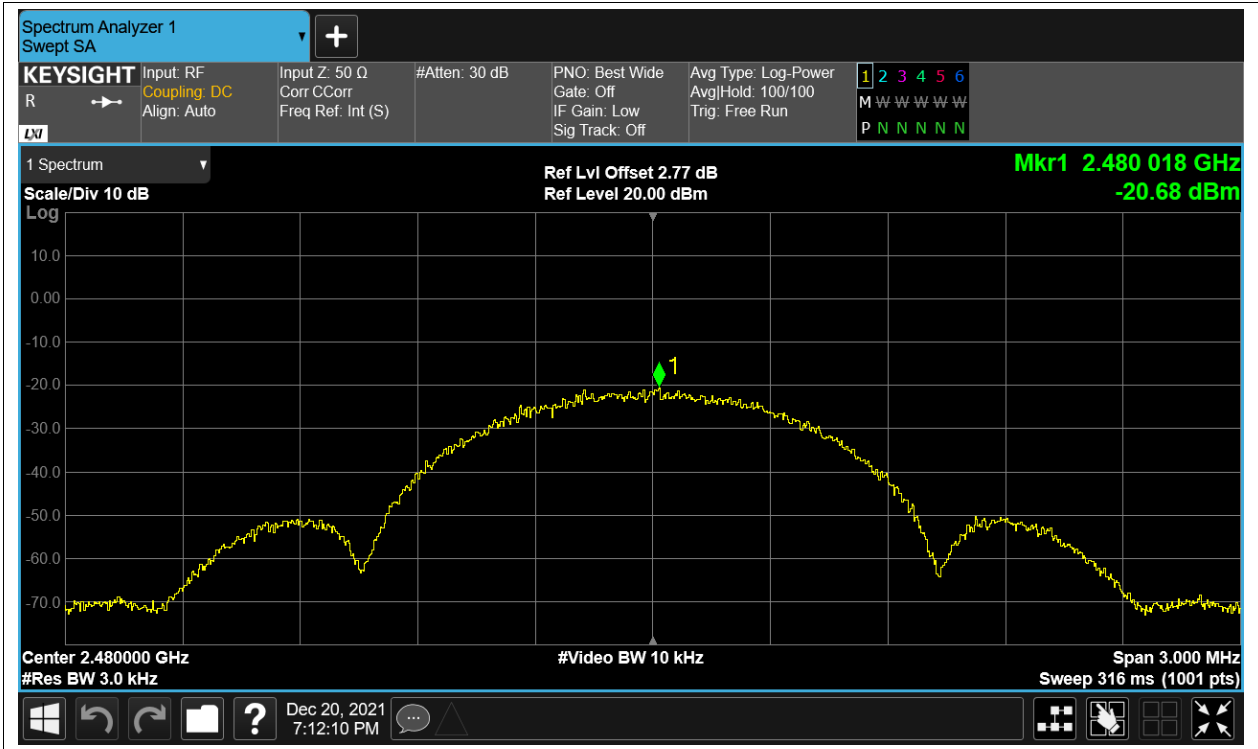 Spectrum Analyzer 1
Swept SA
KEYSIGHT
R
LXI
Input: RF
Coupling: DC
Align: Auto
Input Z: 50 Ω
Corr CCorr
Freq Ref: Int (S)
#Atten: 30 dB
PNO: Best Wide
Gate: Off
IF Gain: Low
Sig Track: Off
Avg Type: Log-Power
Avg|Hold: 100/100
Trig: Free Run
1 2 3 4 5 6
M W W W W W W
P N N N N N N
1 Spectrum
Scale/Div 10 dB
Log
Ref Lvl Offset 2.77 dB
Ref Level 20.00 dBm
Mkr1 2.480 018 GHz
-20.68 dBm
10.0
0.00
-10.0
1
-20.0
-30.0
-40.0
-50.0
-60.0
-70.0
Center 2.480000 GHz
#Res BW 3.0 kHz
#Video BW 10 kHz
Span 3.000 MHz
Sweep 316 ms (1001 pts)
?
Dec 20, 2021
7:12:10 PM